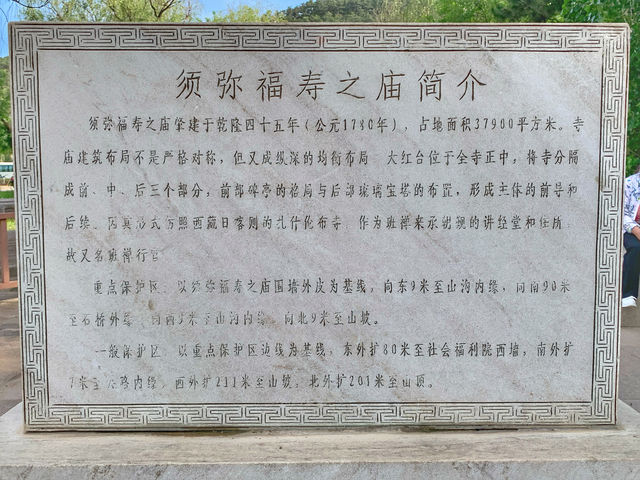 须弥福寿之庙简介
须弥福寿之庙肇建于乾隆四十五年(公元1780年),占地面积37900平方米。寺
庙建筑布局不是严格对称,但又成纵深的均衡布局 大红台位于全寺正中,将寺分隔
成前、中、后三个部分,前部碑亭的格局与后部琉璃宝塔的布置,形成主体的前导和
后续。因其形式仿照西藏日喀则的扎什伦布寺 作为班禅来承德的讲经堂和住所
故又名班禅行宫
重点保护区:以须弥福寿之庙围墙外皮为基线,向东9米至山沟内缘,向南90米
至石桥外缘 向西5米至山沟内缘,向北9米至山坡。
一般保护区:以重点保护区边线为基线,东外扩80米至社会福利院西墙,南外扩
7米至公路内缘,西外扩211米至山坡,北外扩201米至山顶。